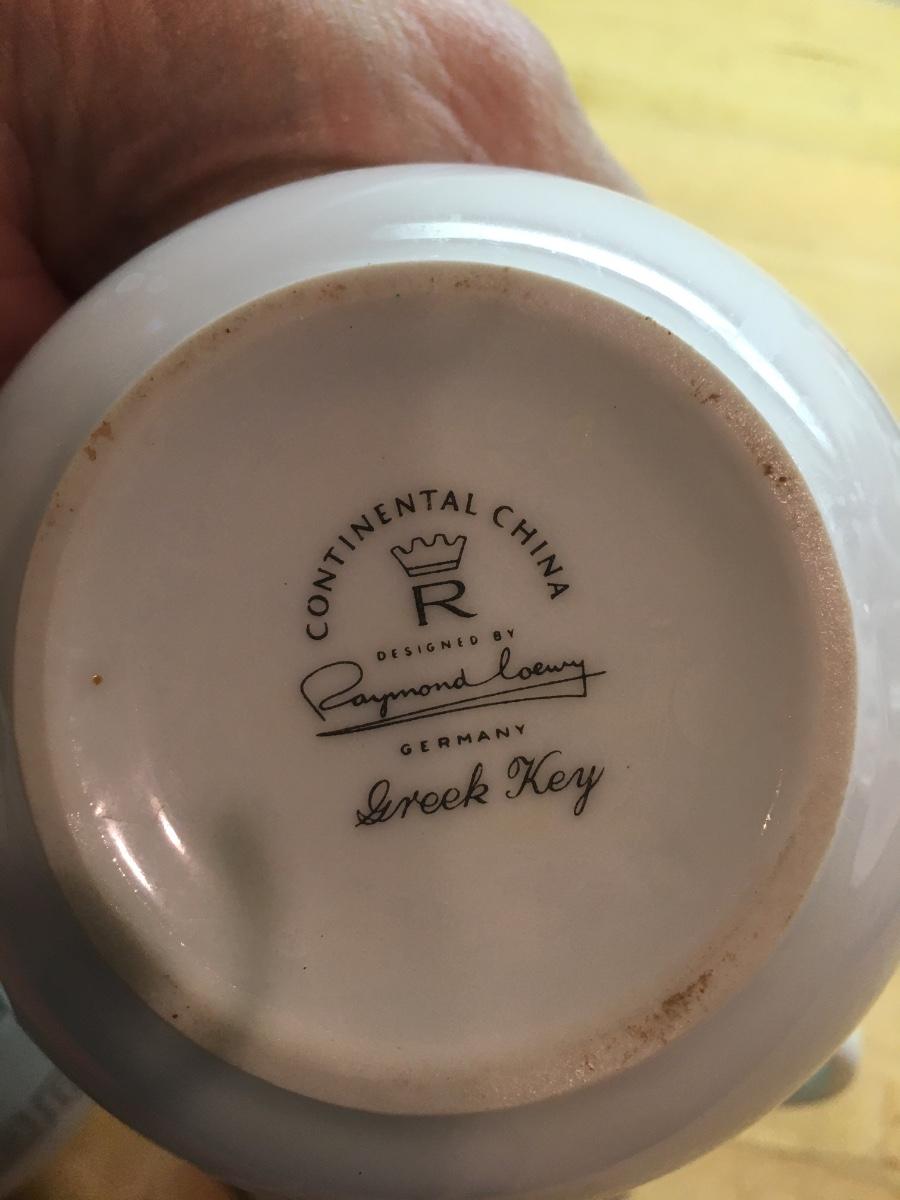 CONTINENTAL CHINA
R
DESIGNED BY
Raymond Loewy
GERMANY
Greek Key